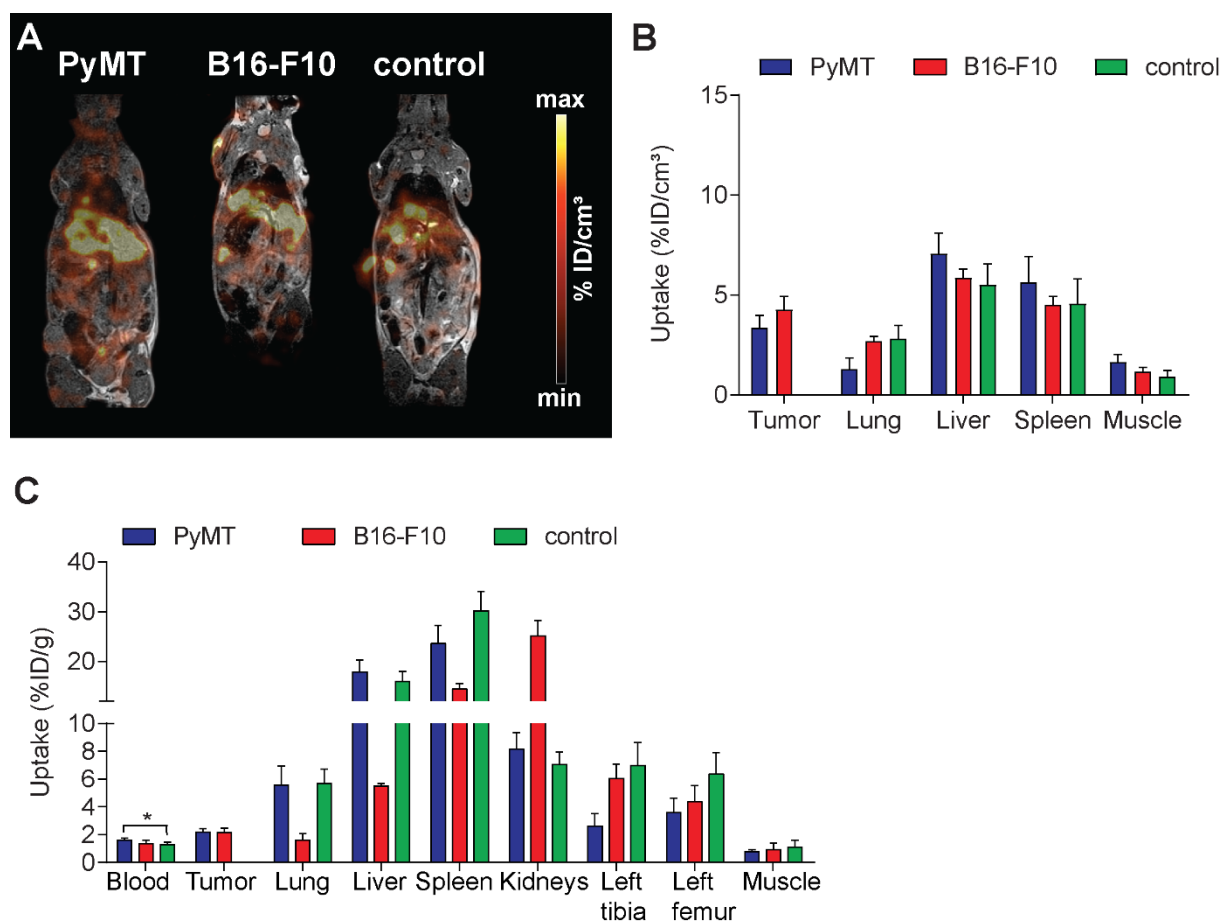 A
PyMT B16-F10 control
max
% ID/cm³
min
B
PyMT B16-F10 control
15
10
5
0
Uptake (%ID/cm³)
Tumor Lung Liver Spleen Muscle
C
PyMT B16-F10 control
40
30
20
10
8
6
4
2
0
Uptake (%ID/g)
*
Blood Tumor Lung Liver Spleen Kidneys Left Left Muscle
tibia femur